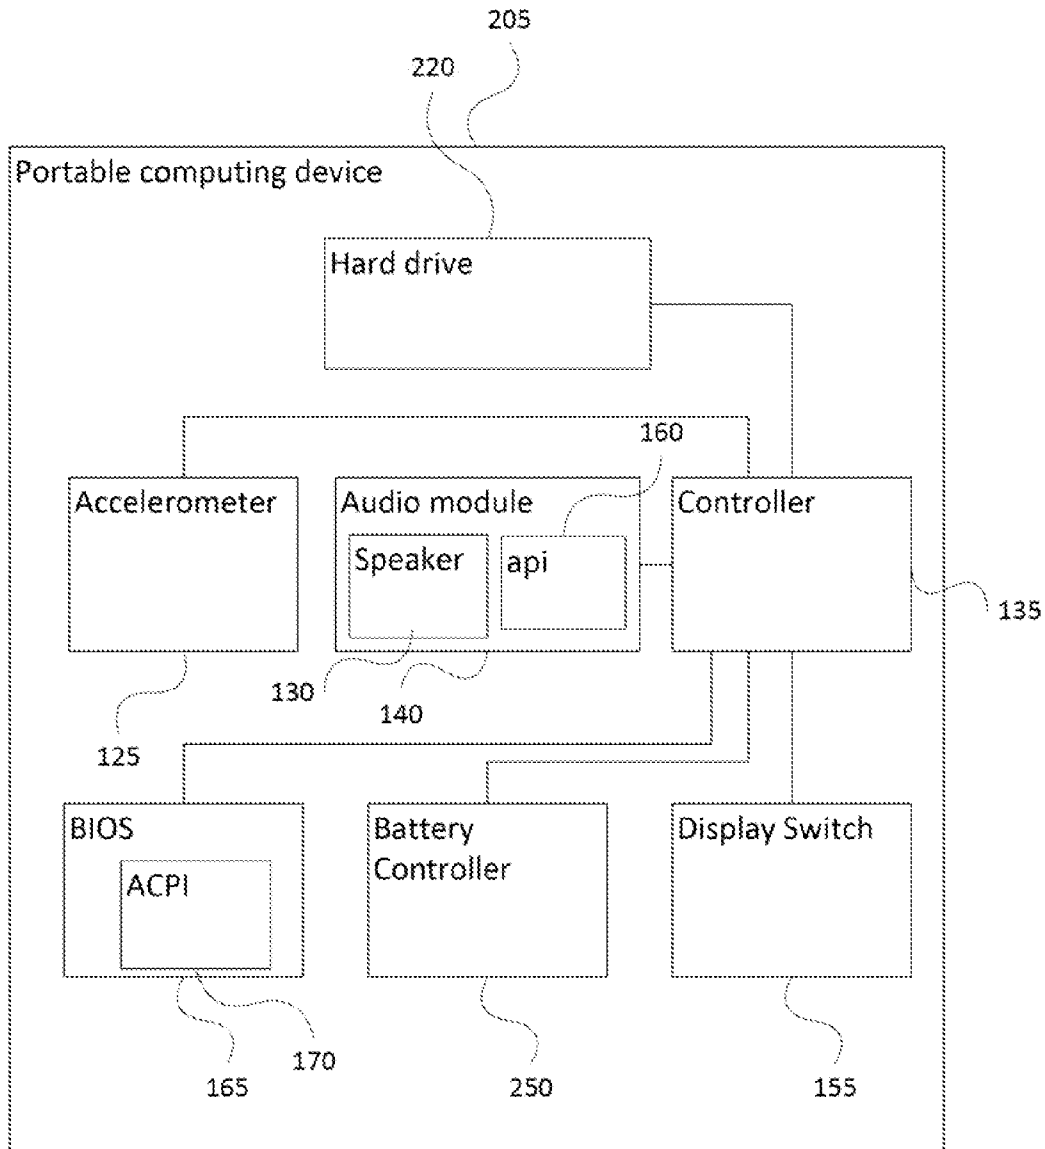 205
220
Portable computing device
Hard drive
160
Accelerometer
Audio module
Controller
Speaker
api
135
130
140
125
BIOS
Battery
Controller
Display Switch
ACPI
170
165
250
155